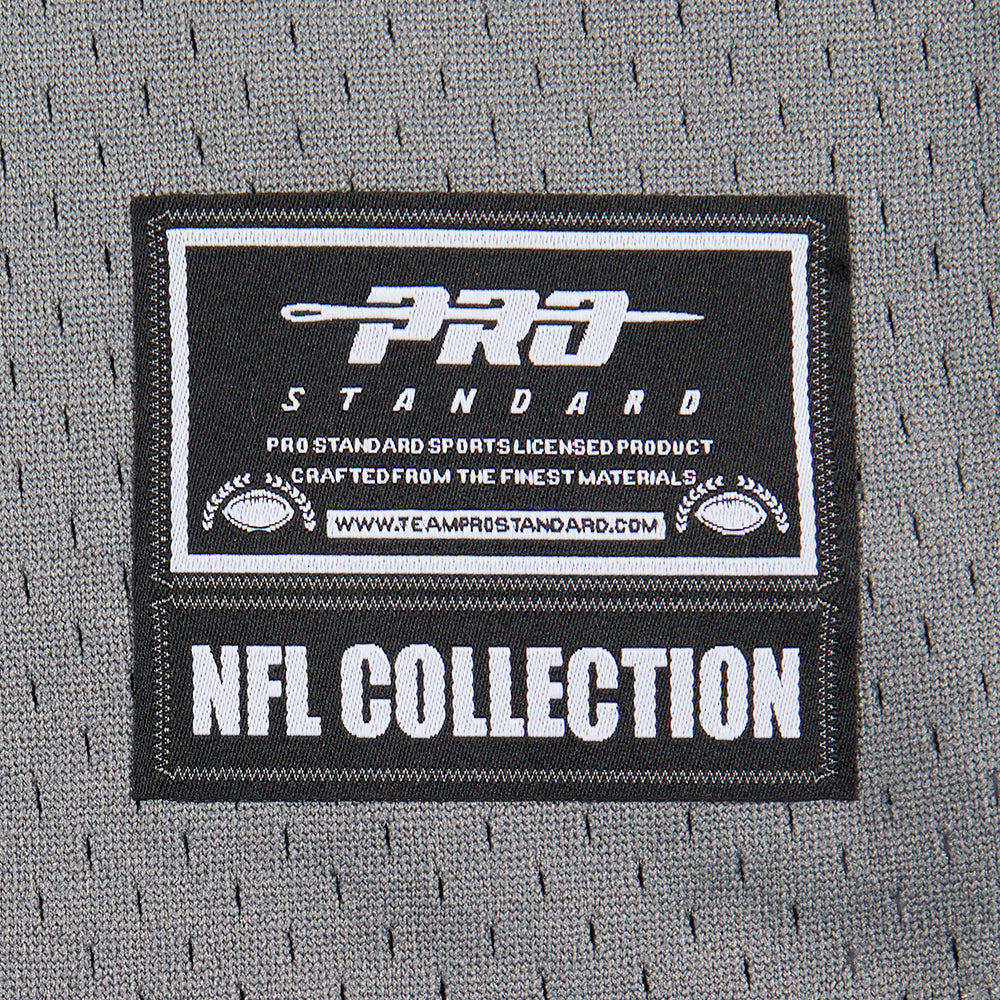 PRO
STANDARD
PRO STANDARD SPORTS LICENSED PRODUCT
CRAFTED FROM THE FINEST MATERIALS
WWW.TEAMPROSTANDARD.COM
NFL COLLECTION